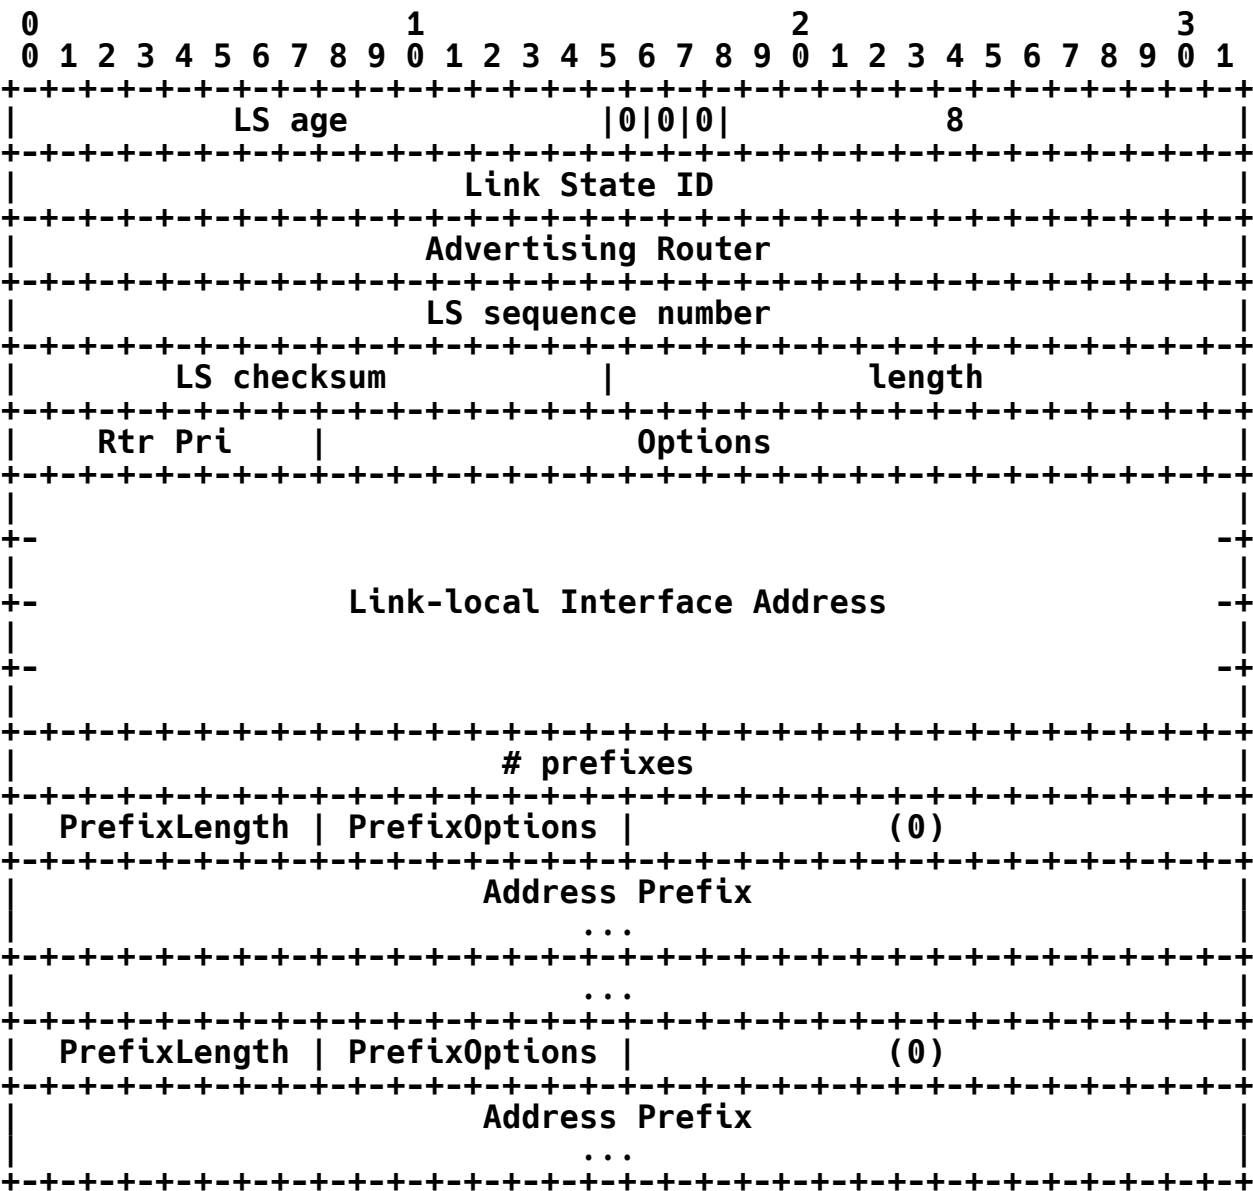 0                   1                   2                   3
 0 1 2 3 4 5 6 7 8 9 0 1 2 3 4 5 6 7 8 9 0 1 2 3 4 5 6 7 8 9 0 1
+-+-+-+-+-+-+-+-+-+-+-+-+-+-+-+-+-+-+-+-+-+-+-+-+-+-+-+-+-+-+-+-+
|           LS age             |0|0|0|           8              |
+-+-+-+-+-+-+-+-+-+-+-+-+-+-+-+-+-+-+-+-+-+-+-+-+-+-+-+-+-+-+-+-+
|                       Link State ID                           |
+-+-+-+-+-+-+-+-+-+-+-+-+-+-+-+-+-+-+-+-+-+-+-+-+-+-+-+-+-+-+-+-+
|                     Advertising Router                        |
+-+-+-+-+-+-+-+-+-+-+-+-+-+-+-+-+-+-+-+-+-+-+-+-+-+-+-+-+-+-+-+-+
|                     LS sequence number                        |
+-+-+-+-+-+-+-+-+-+-+-+-+-+-+-+-+-+-+-+-+-+-+-+-+-+-+-+-+-+-+-+-+
|        LS checksum           |             length             |
+-+-+-+-+-+-+-+-+-+-+-+-+-+-+-+-+-+-+-+-+-+-+-+-+-+-+-+-+-+-+-+-+
|    Rtr Pri    |                Options                        |
+-+-+-+-+-+-+-+-+-+-+-+-+-+-+-+-+-+-+-+-+-+-+-+-+-+-+-+-+-+-+-+-+
|                                                               |
+-                                                             -+
|                                                               |
+-                Link-local Interface Address                 -+
|                                                               |
+-                                                             -+
|                                                               |
+-+-+-+-+-+-+-+-+-+-+-+-+-+-+-+-+-+-+-+-+-+-+-+-+-+-+-+-+-+-+-+-+
|                         # prefixes                            |
+-+-+-+-+-+-+-+-+-+-+-+-+-+-+-+-+-+-+-+-+-+-+-+-+-+-+-+-+-+-+-+-+
|  PrefixLength | PrefixOptions |             (0)               |
+-+-+-+-+-+-+-+-+-+-+-+-+-+-+-+-+-+-+-+-+-+-+-+-+-+-+-+-+-+-+-+-+
|                        Address Prefix                         |
|                             ...                               |
+-+-+-+-+-+-+-+-+-+-+-+-+-+-+-+-+-+-+-+-+-+-+-+-+-+-+-+-+-+-+-+-+
|                             ...                               |
+-+-+-+-+-+-+-+-+-+-+-+-+-+-+-+-+-+-+-+-+-+-+-+-+-+-+-+-+-+-+-+-+
|  PrefixLength | PrefixOptions |             (0)               |
+-+-+-+-+-+-+-+-+-+-+-+-+-+-+-+-+-+-+-+-+-+-+-+-+-+-+-+-+-+-+-+-+
|                        Address Prefix                         |
|                             ...                               |
+-+-+-+-+-+-+-+-+-+-+-+-+-+-+-+-+-+-+-+-+-+-+-+-+-+-+-+-+-+-+-+-+